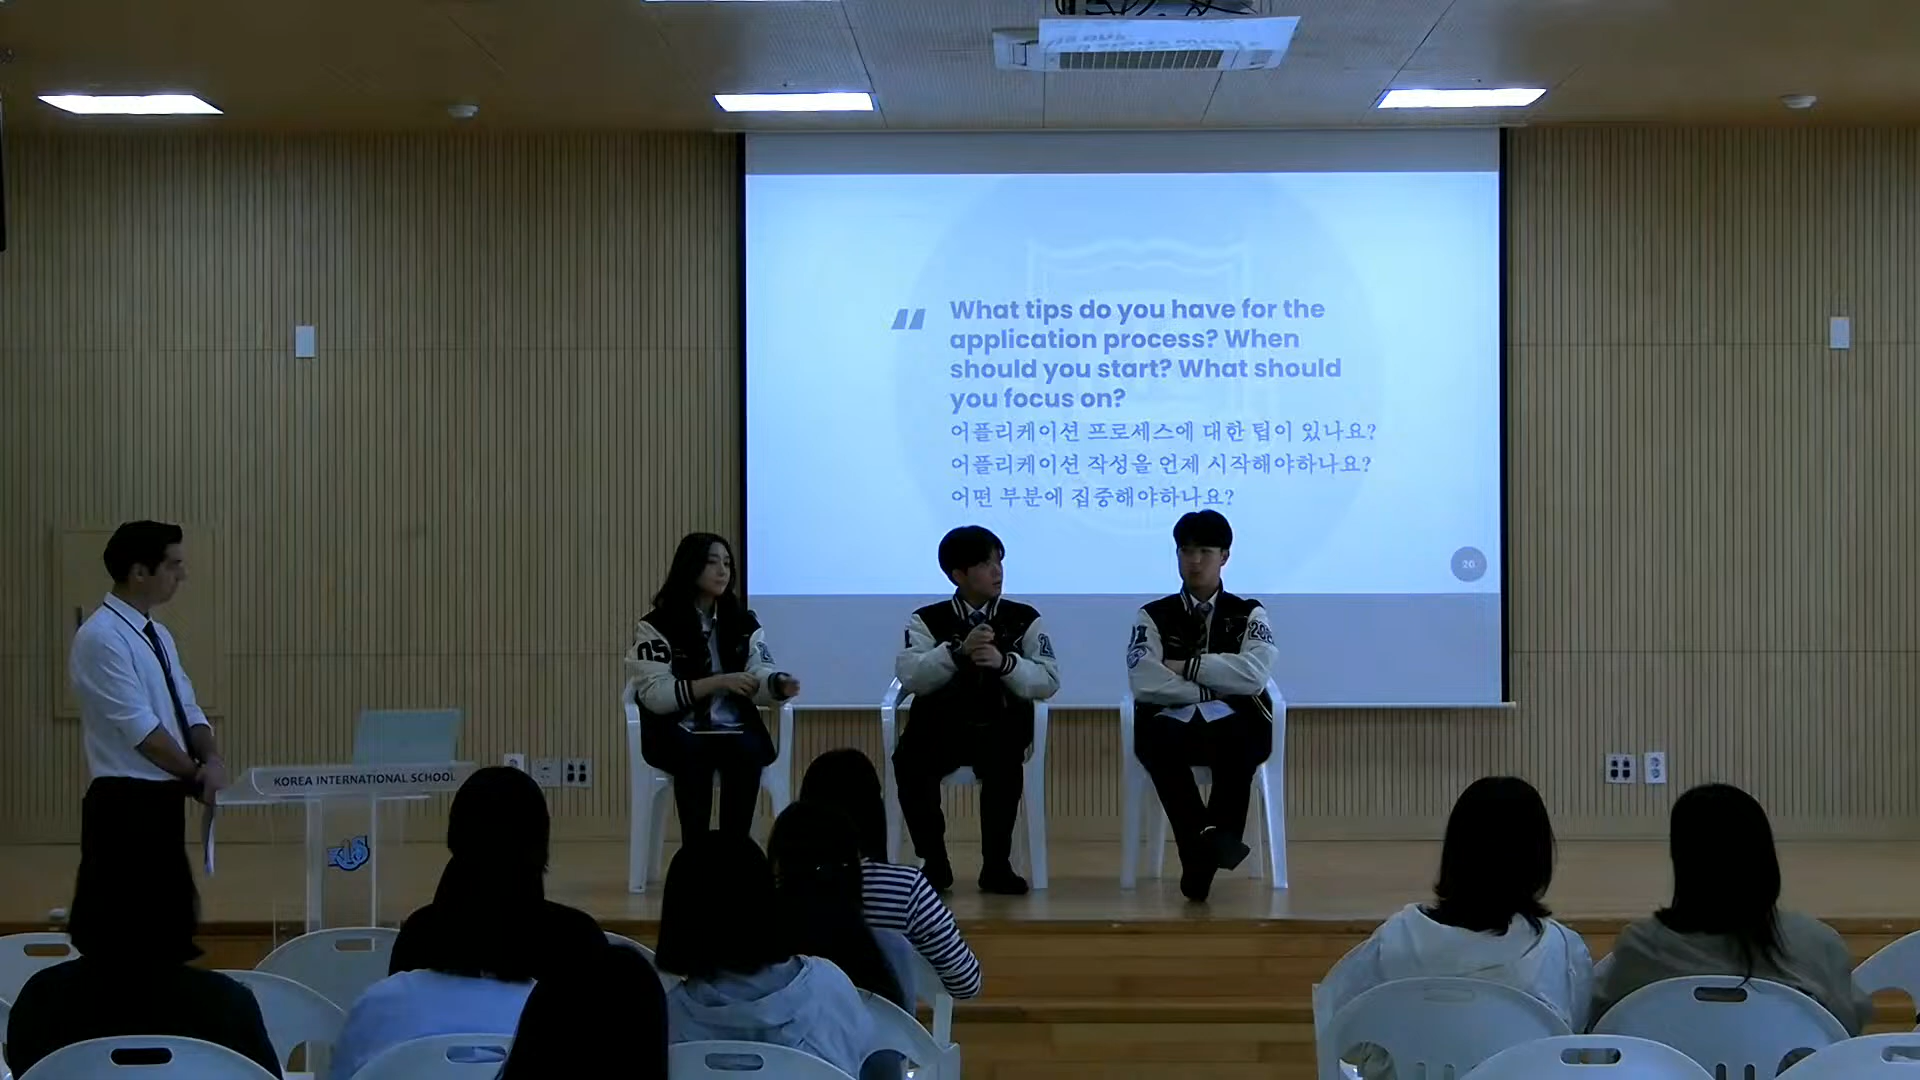 What tips do you have for the
application process? When
should you start? What should
you focus on?
어플리케이션 프로세스에 대한 팁이 있나요?
어플리케이션 작성을 언제 시작해야하나요?
어떤 부분에 집중해야하나요?
20
05
KOREA INTERNATIONAL SCHOOL
KIS